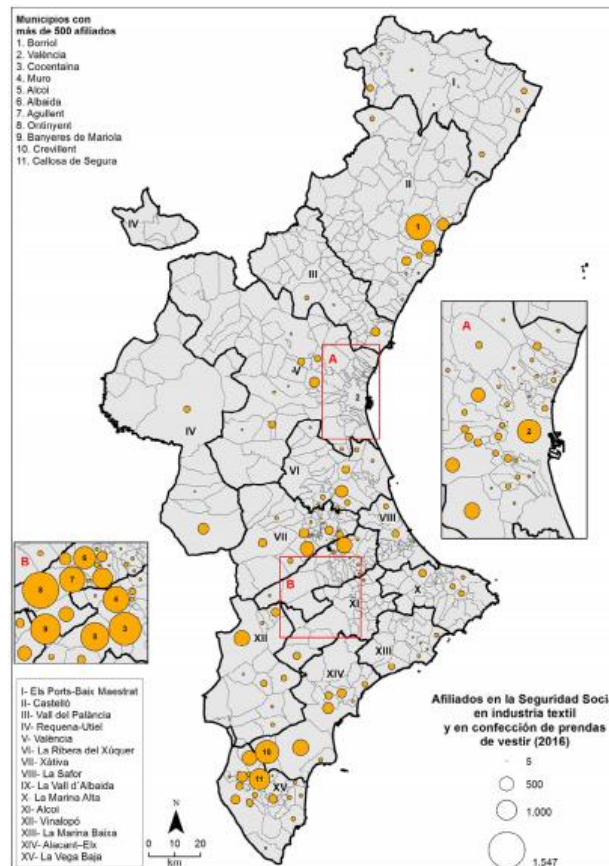 Municipios con
más de 500 afiliados
1. Borriol
2. València
3. Cocentaina
4. Muro
5. Alcoi
6. Albaida
7. Agullent
8. Ontinyent
9. Banyeres de Mariola
10. Crevillent
11. Callosa de Segura
I
II
1
IV
III
A
V
2
IV
VI
VII
VIII
B
XI
X
XII
XIII
XIV
10
11
XV
A
2
B
6
7
8
9
3
I- Els Ports-Baix Maestrat
II- Castelló
III- Vall del Palància
IV- Requena-Utiel
V- València
VI- La Ribera del Xúquer
VII- Xàtiva
VIII- La Safor
IX- La Vall d´Albaida
X- La Marina Alta
XI- Alcoi
XII- Vinalopó
XIII- La Marina Baixa
XIV- Alacant–Elx
XV- La Vega Baja
N
0 10 20
km
Afiliados en la Seguridad Soci
en industria textil
y en confección de prendas
de vestir (2016)
5
500
1.000
1.547